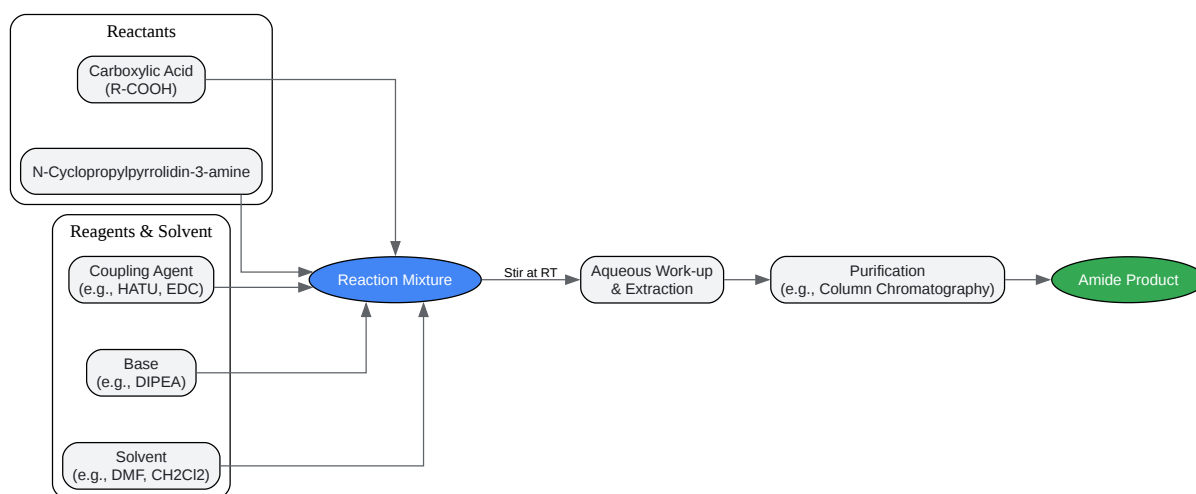 Reactants
Carboxylic Acid
(R-COOH)
N-Cyclopropylpyrrolidin-3-amine
Reagents & Solvent
Coupling Agent
(e.g., HATU, EDC)
Base
(e.g., DIPEA)
Solvent
(e.g., DMF, CH2Cl2)
Reaction Mixture
Stir at RT
Aqueous Work-up
& Extraction
Purification
(e.g., Column Chromatography)
Amide Product